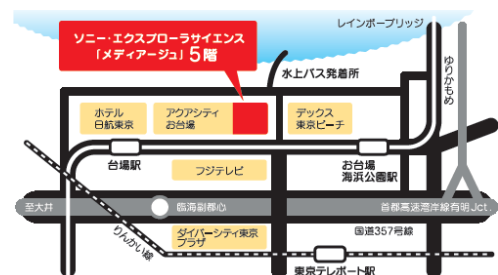 レインボーブリッジ
ソニー・エクスプローラサイエンス
「メディアージュ」5階
水上バス発着所
ゆりかもめ
ホテル
日航東京
アクアシティ
お台場
デックス
東京ビーチ
台場駅
お台場
海浜公園駅
フジテレビ
至大井
臨海副都心
首都高速湾岸線有明Jct.
りんかい線
ダイバーシティ東京
プラザ
国道357号線
東京テレポート駅